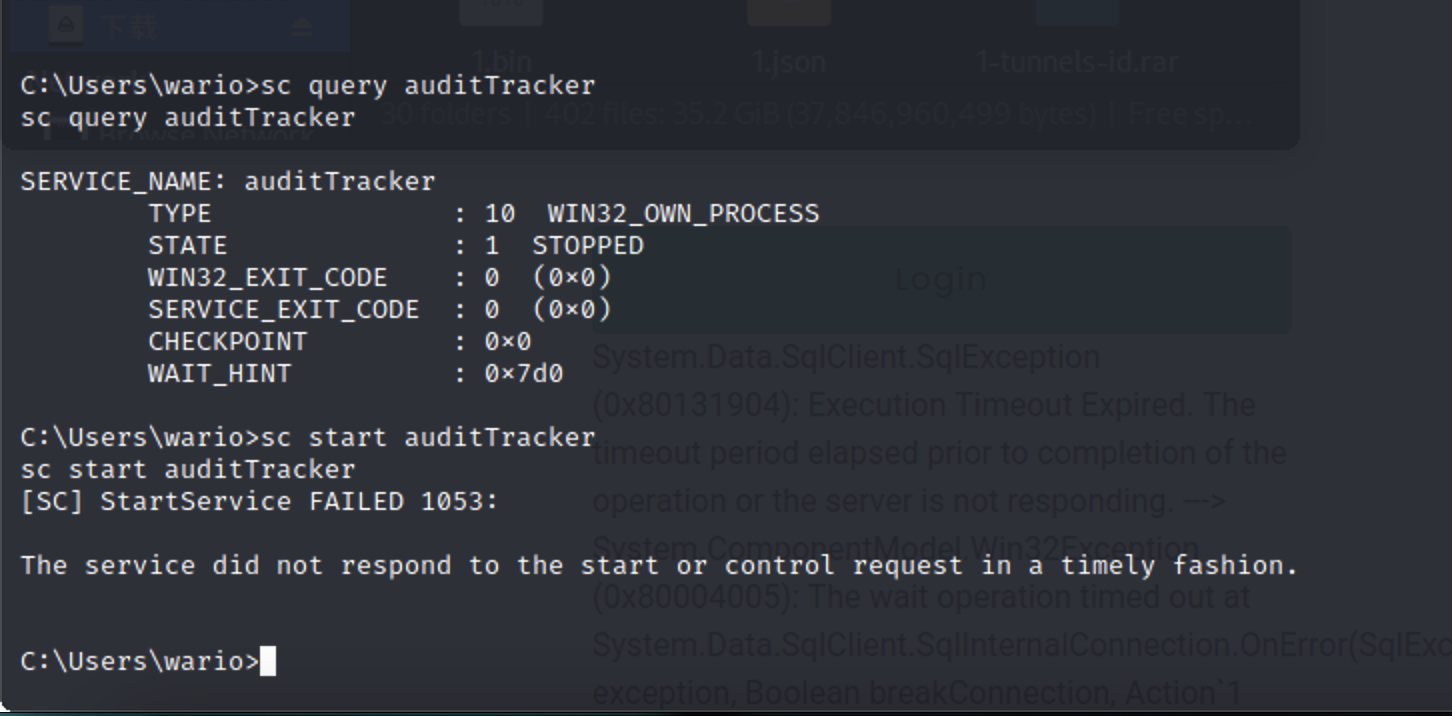 下载
1.bin
1.json
1-tunnels-id.rar
C:\Users\wario>sc query auditTracker
sc query auditTracker
30 folders | 402 files: 35.2 GiB (37,846,960,499 bytes) | Free sp...
Browse Network
SERVICE_NAME: auditTracker
TYPE : 10 WIN32_OWN_PROCESS
STATE : 1 STOPPED
WIN32_EXIT_CODE : 0 (0×0)
SERVICE_EXIT_CODE : 0 (0×0)
CHECKPOINT : 0×0
WAIT_HINT : 0×7d0
Login
C:\Users\wario>sc start auditTracker
sc start auditTracker
[SC] StartService FAILED 1053:
The service did not respond to the start or control request in a timely fashion.
C:\Users\wario>
System.Data.SqlClient.SqlException
(0x80131904): Execution Timeout Expired. The
timeout period elapsed prior to completion of the
operation or the server is not responding. —>
System.ComponentModel.Win32Exception
(0x80004005): The wait operation timed out at
System.Data.SqlClient.SqlInternalConnection.OnError(SqlExc
exception, Boolean breakConnection, Action`1